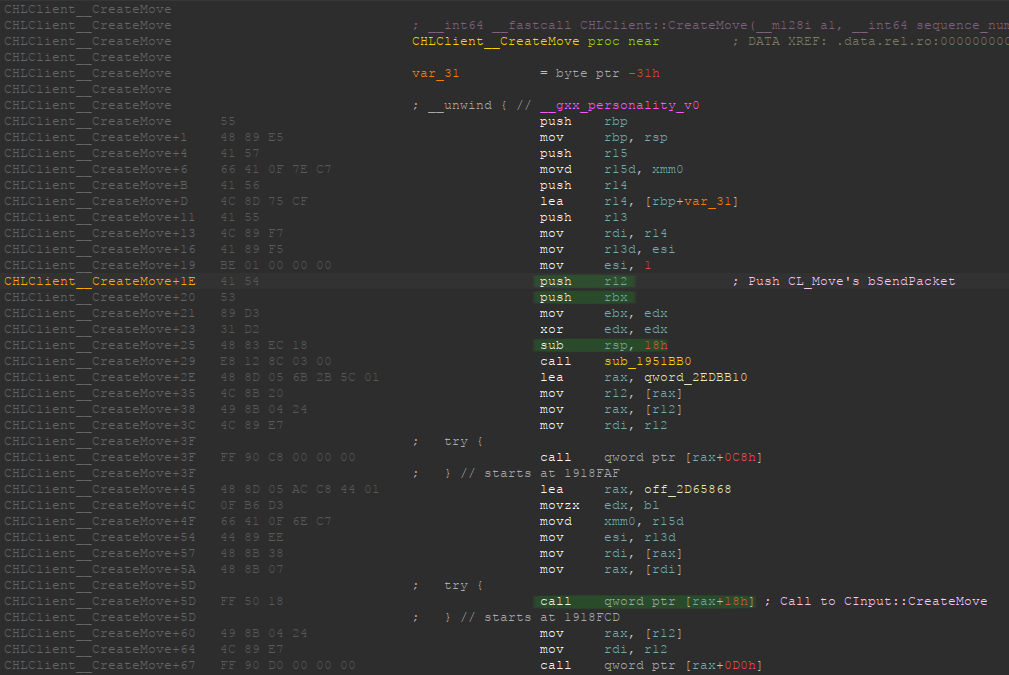 CHLClient__CreateMove
CHLClient__CreateMove ; __int64 __fastcall CHLClient::CreateMove(__m128i a1, __int64 sequence_num
CHLClient__CreateMove CHLClient__CreateMove proc near ; DATA XREF: .data.rel.ro:000000000
CHLClient__CreateMove
CHLClient__CreateMove var_31 = byte ptr -31h
CHLClient__CreateMove
CHLClient__CreateMove ; __unwind { // __gxx_personality_v0
CHLClient__CreateMove 55 push rbp
CHLClient__CreateMove+1 48 89 E5 mov rbp, rsp
CHLClient__CreateMove+4 41 57 push r15
CHLClient__CreateMove+6 66 41 0F 7E C7 movd r15d, xmm0
CHLClient__CreateMove+B 41 56 push r14
CHLClient__CreateMove+D 4C 8D 75 CF lea r14, [rbp+var_31]
CHLClient__CreateMove+11 41 55 push r13
CHLClient__CreateMove+13 4C 89 F7 mov rdi, r14
CHLClient__CreateMove+16 41 89 F5 mov r13d, esi
CHLClient__CreateMove+19 BE 01 00 00 00 mov esi, 1
CHLClient__CreateMove+1E 41 54 push r12 ; Push CL_Move's bSendPacket
CHLClient__CreateMove+20 53 push rbx
CHLClient__CreateMove+21 89 D3 mov ebx, edx
CHLClient__CreateMove+23 31 D2 xor edx, edx
CHLClient__CreateMove+25 48 83 EC 18 sub rsp, 18h
CHLClient__CreateMove+29 E8 12 8C 03 00 call sub_1951BB0
CHLClient__CreateMove+2E 48 8D 05 6B 2B 5C 01 lea rax, qword_2EDBB10
CHLClient__CreateMove+35 4C 8B 20 mov r12, [rax]
CHLClient__CreateMove+38 49 8B 04 24 mov rax, [r12]
CHLClient__CreateMove+3C 4C 89 E7 mov rdi, r12
CHLClient__CreateMove+3F ; try {
CHLClient__CreateMove+3F FF 90 C8 00 00 00 call qword ptr [rax+0C8h]
CHLClient__CreateMove+3F ; } // starts at 1918FAF
CHLClient__CreateMove+45 48 8D 05 AC C8 44 01 lea rax, off_2D65868
CHLClient__CreateMove+4C 0F B6 D3 movzx edx, bl
CHLClient__CreateMove+4F 66 41 0F 6E C7 movd xmm0, r15d
CHLClient__CreateMove+54 44 89 EE mov esi, r13d
CHLClient__CreateMove+57 48 8B 38 mov rdi, [rax]
CHLClient__CreateMove+5A 48 8B 07 mov rax, [rdi]
CHLClient__CreateMove+5D ; try {
CHLClient__CreateMove+5D FF 50 18 call qword ptr [rax+18h] ; Call to CInput::CreateMove
CHLClient__CreateMove+5D ; } // starts at 1918FCD
CHLClient__CreateMove+60 49 8B 04 24 mov rax, [r12]
CHLClient__CreateMove+64 4C 89 E7 mov rdi, r12
CHLClient__CreateMove+67 FF 90 D0 00 00 00 call qword ptr [rax+0D0h]